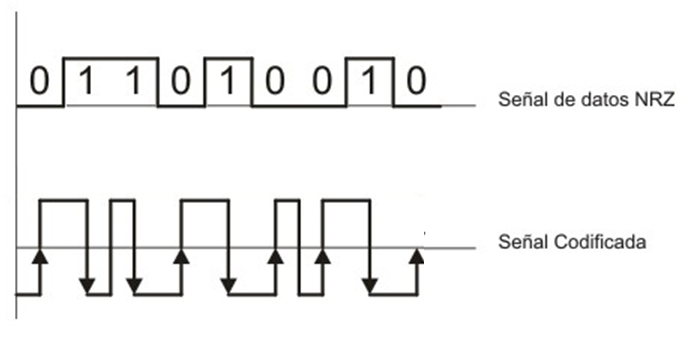 0 1 1 0 1 0 0 1 0
Señal de datos NRZ
Señal Codificada